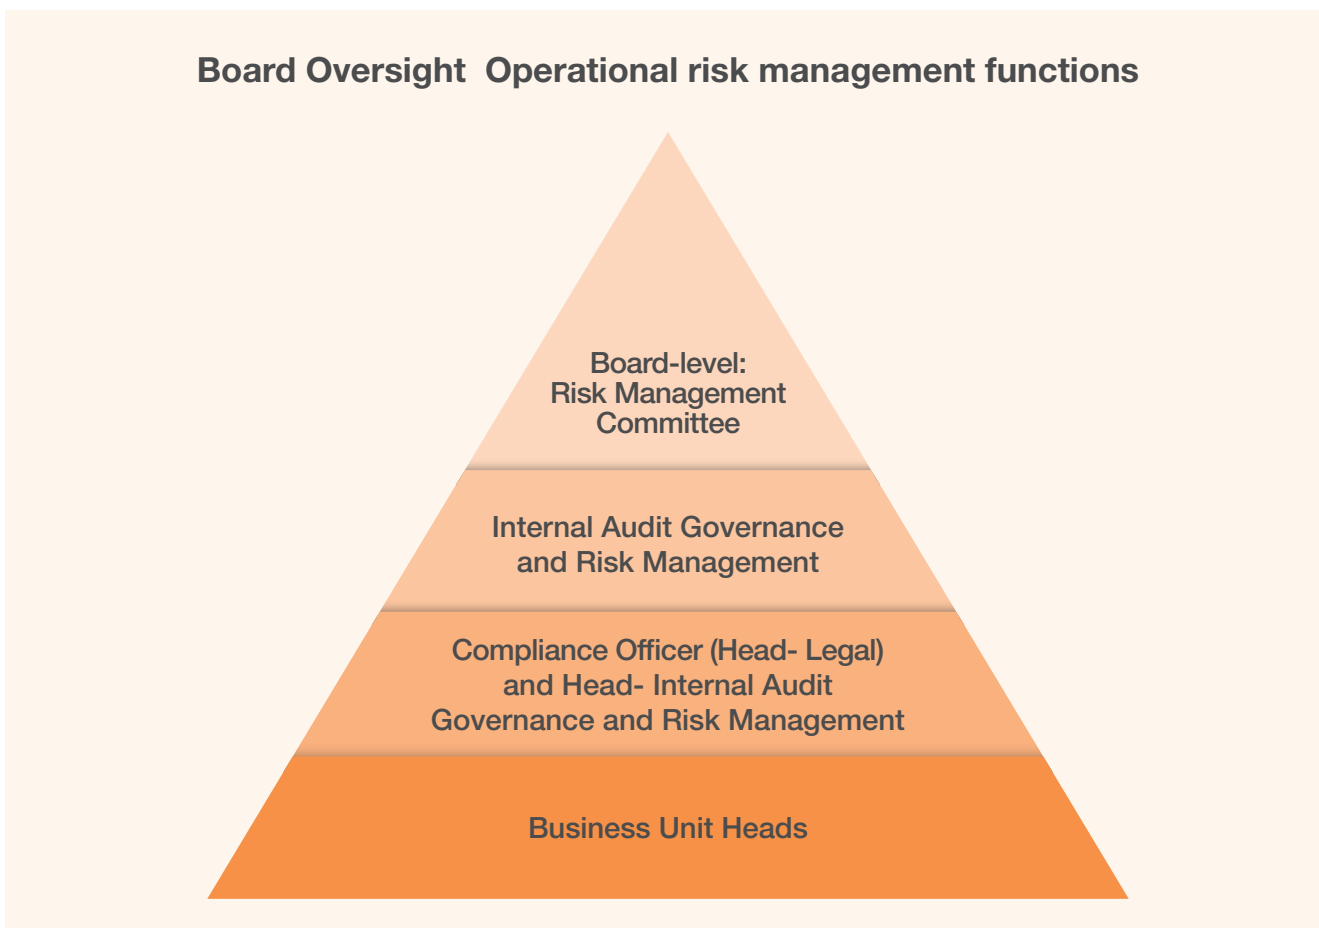 Board Oversight  Operational risk management functions
Board-level:
Risk Management
Committee
Internal Audit Governance
and Risk Management
Compliance Officer (Head- Legal)
and Head- Internal Audit
Governance and Risk Management
Business Unit Heads